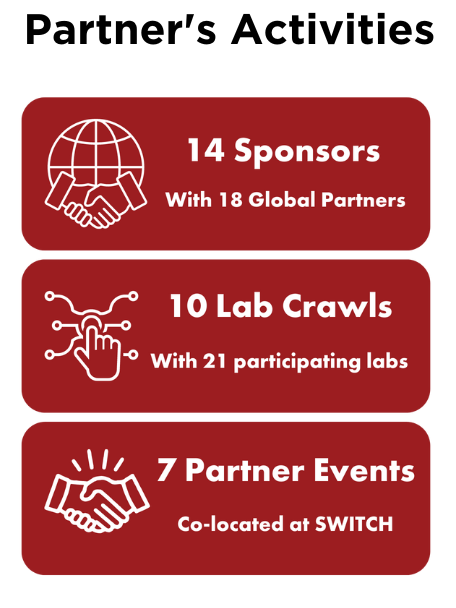 Partner's Activities
14 Sponsors
With 18 Global Partners
10 Lab Crawls
With 21 participating labs
7 Partner Events
Co-located at SWITCH